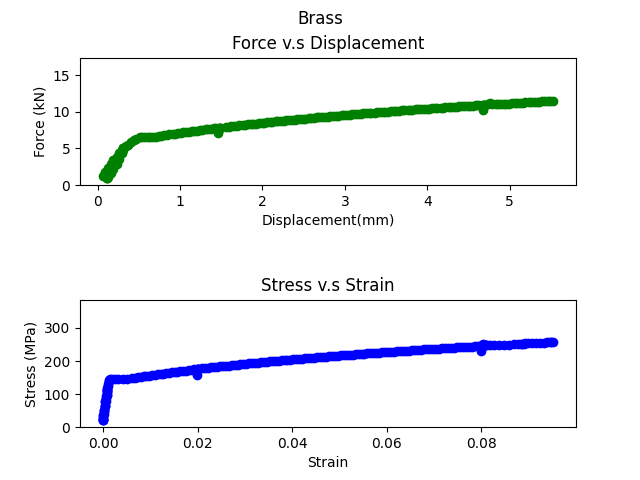 Brass
Force v.s Displacement
15
10
5
0
Force (kN)
0 1 2 3 4 5
Displacement(mm)
Stress v.s Strain
300
200
100
0
Stress (MPa)
0.00 0.02 0.04 0.06 0.08
Strain